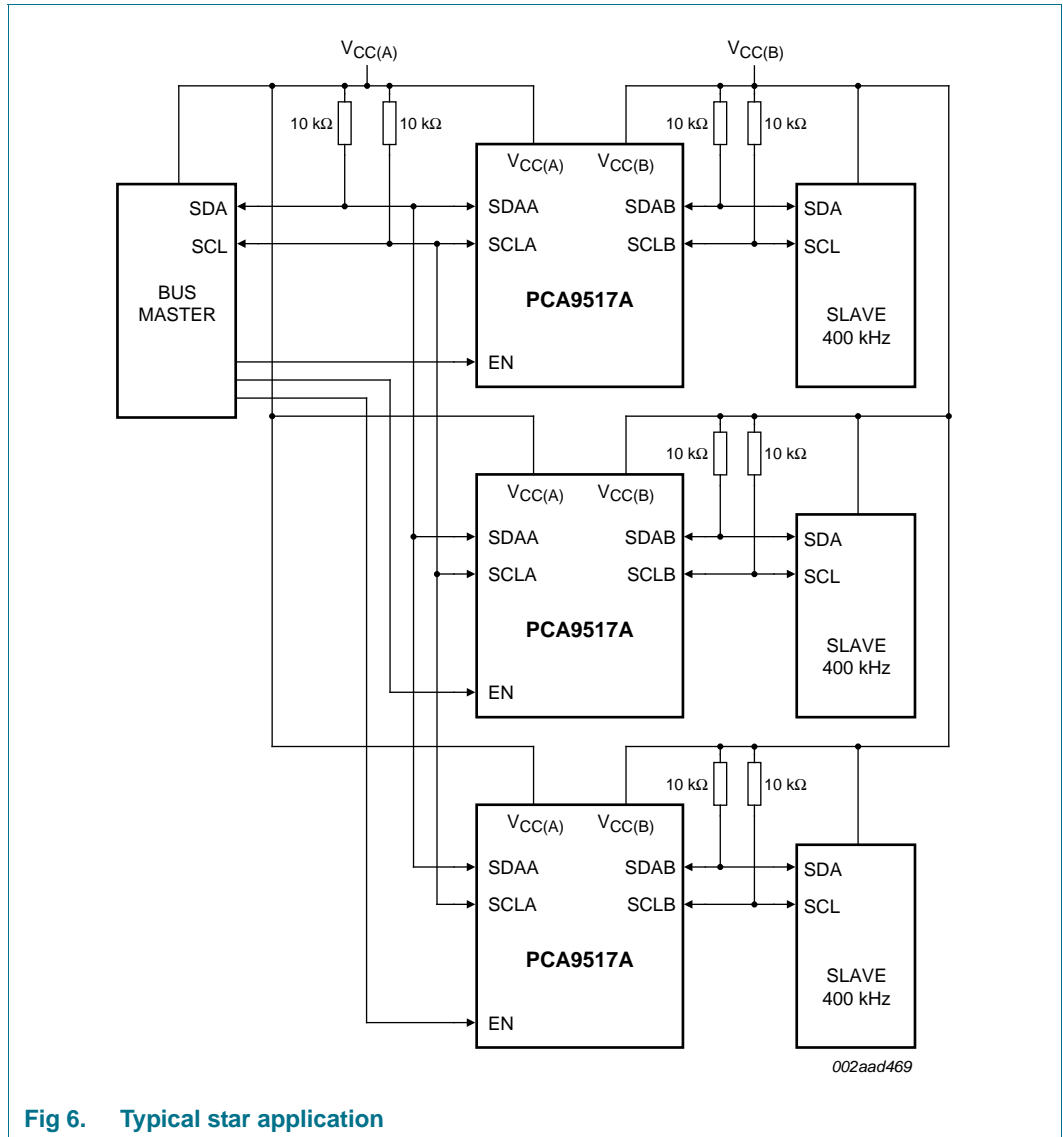 VCC(A)
VCC(B)
10 kΩ
10 kΩ
10 kΩ
10 kΩ
VCC(A)
VCC(B)
SDA
SCL
BUS
MASTER
SDAA
SCLA
SDAB
SCLB
PCA9517A
EN
SDA
SCL
SLAVE
400 kHz
10 kΩ
10 kΩ
VCC(A)
VCC(B)
SDAA
SCLA
SDAB
SCLB
PCA9517A
EN
SDA
SCL
SLAVE
400 kHz
10 kΩ
10 kΩ
VCC(A)
VCC(B)
SDAA
SCLA
SDAB
SCLB
PCA9517A
EN
SDA
SCL
SLAVE
400 kHz
002aad469
Fig 6. Typical star application